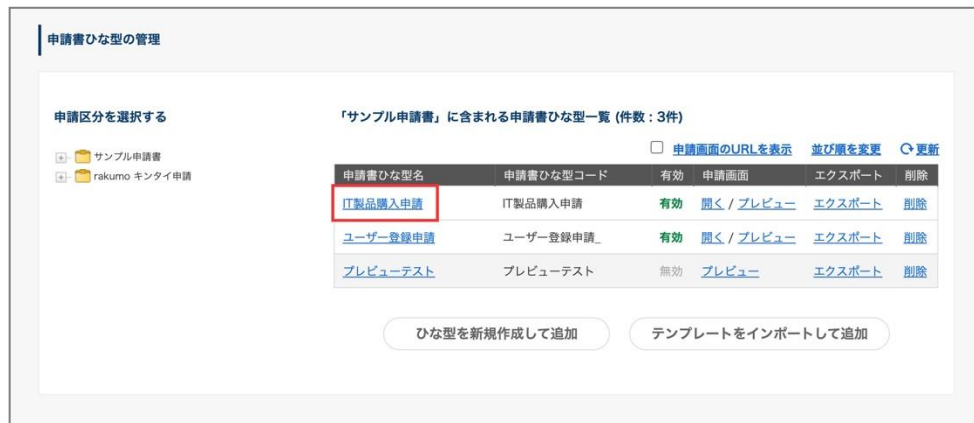 申請書ひな型の管理
申請区分を選択する
サンプル申請書
rakumo キンタイ申請
「サンプル申請書」に含まれる申請書ひな型一覧 (件数 : 3件)
申請画面のURLを表示 並び順を変更 更新
申請書ひな型名 申請書ひな型コード 有効 申請画面 エクスポート 削除
IT製品購入申請 IT製品購入申請 有効 開く / プレビュー エクスポート 削除
ユーザー登録申請 ユーザー登録申請_ 有効 開く / プレビュー エクスポート 削除
プレビューテスト プレビューテスト 無効 プレビュー エクスポート 削除
ひな型を新規作成して追加 テンプレートをインポートして追加